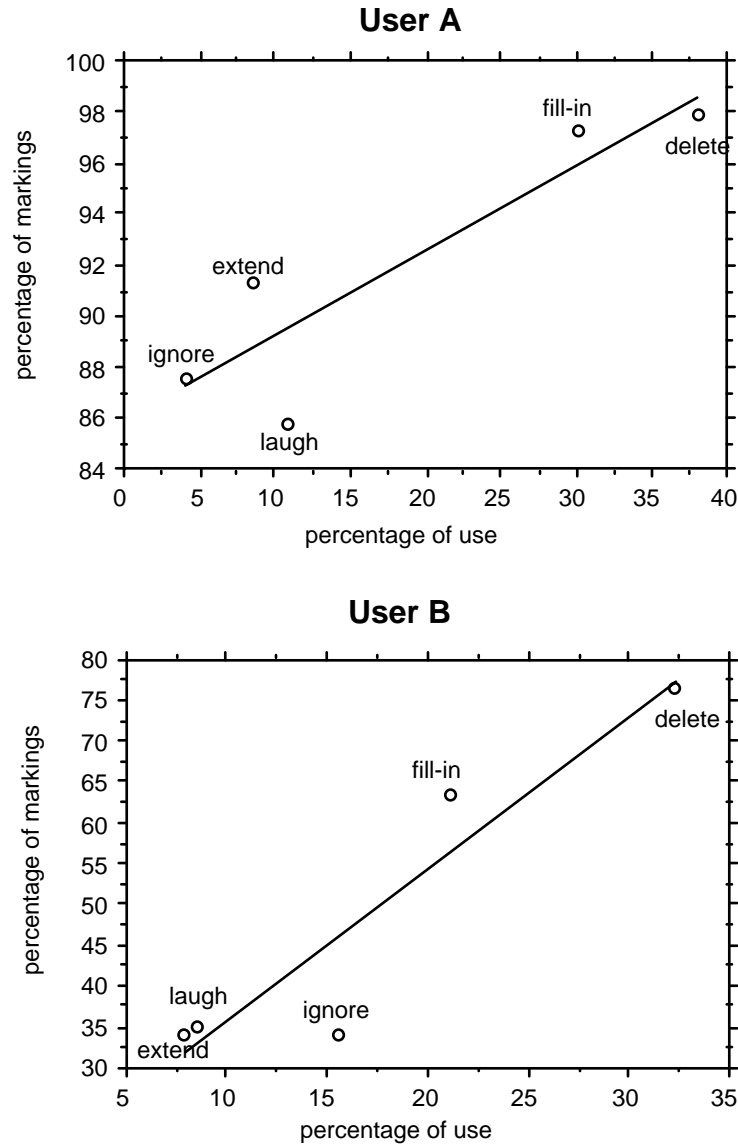 User A
100
98
96
94
92
90
88
86
84
percentage of markings
fill-in
delete
extend
ignore
laugh
0 5 10 15 20 25 30 35 40
percentage of use
User B
80
75
70
65
60
55
50
45
40
35
30
percentage of markings
delete
fill-in
laugh
ignore
extend
5 10 15 20 25 30 35
percentage of use